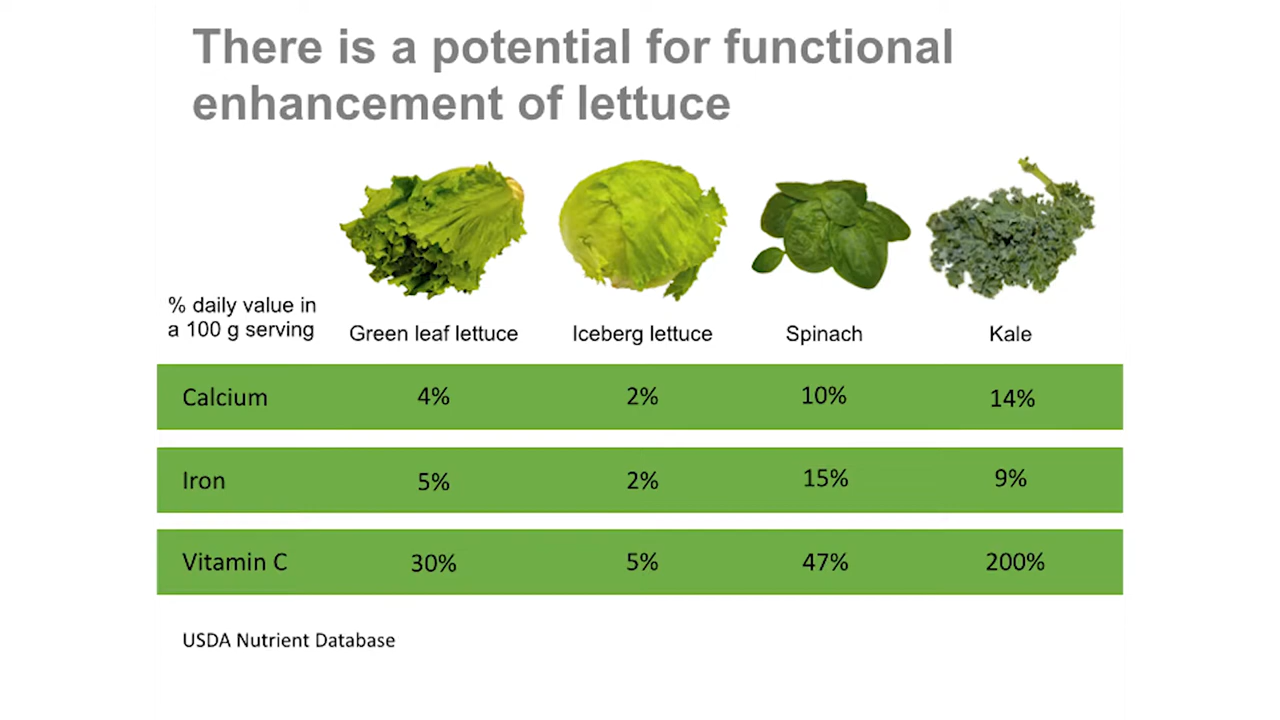 There is a potential for functional
enhancement of lettuce
% daily value in
a 100 g serving
Green leaf lettuce
Iceberg lettuce
Spinach
Kale
Calcium 4% 2% 10% 14%
Iron 5% 2% 15% 9%
Vitamin C 30% 5% 47% 200%
USDA Nutrient Database